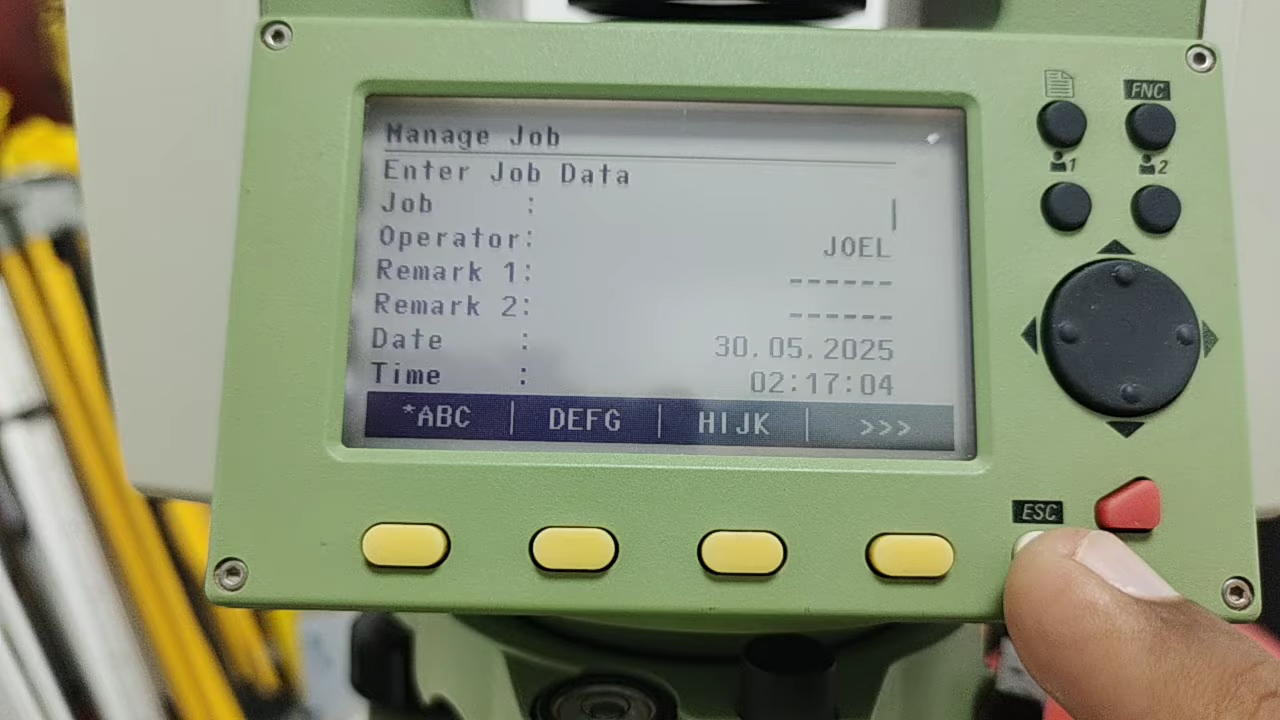 Manage Job
Enter Job Data
Job :
Operator: JOEL
Remark 1: ------
Remark 2: ------
Date : 30.05.2025
Time : 02:17:04
*ABC | DEFG | HIJK | >>>
FNC
1 2
ESC